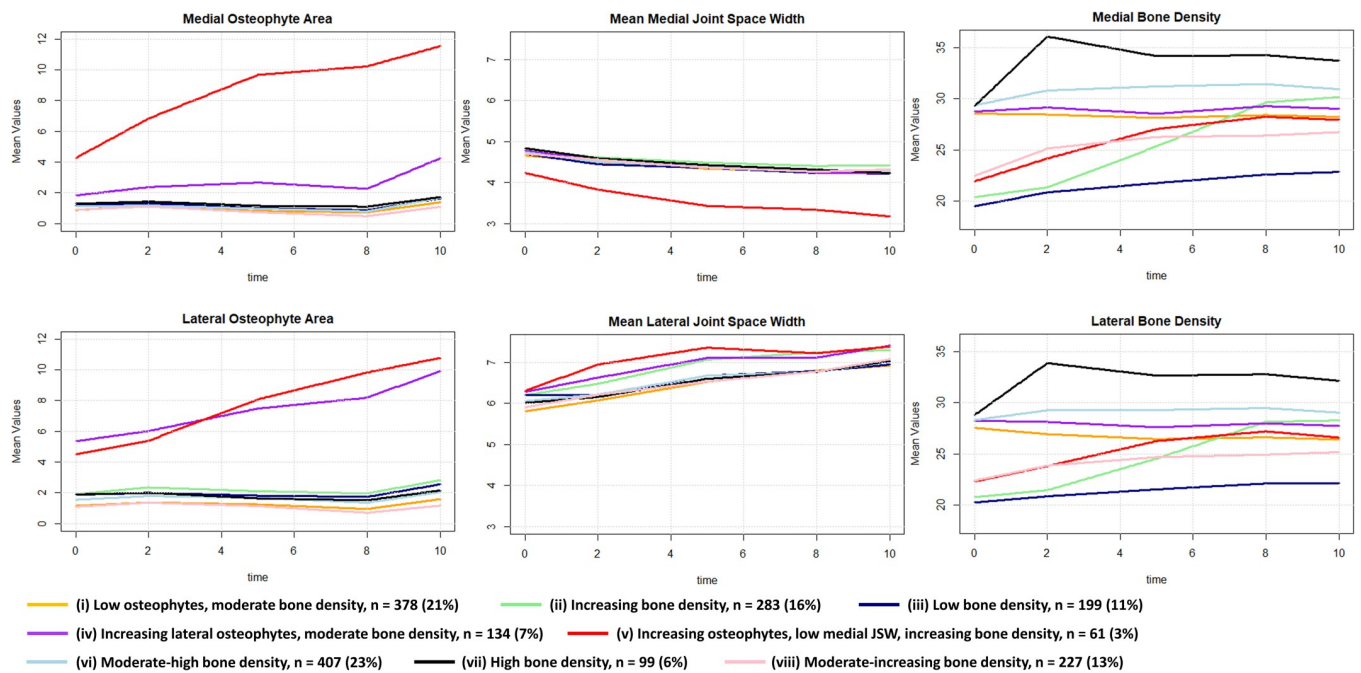 Medial Osteophyte Area
Mean Values
0 2 4 6 8 10 12
0 2 4 6 8 10
time
Mean Medial Joint Space Width
Mean Values
3 4 5 6 7
0 2 4 6 8 10
time
Medial Bone Density
Mean Values
20 25 30 35
0 2 4 6 8 10
time
Lateral Osteophyte Area
Mean Values
0 2 4 6 8 10 12
0 2 4 6 8 10
time
Mean Lateral Joint Space Width
Mean Values
3 4 5 6 7
0 2 4 6 8 10
time
Lateral Bone Density
Mean Values
20 25 30 35
0 2 4 6 8 10
time
(i) Low osteophytes, moderate bone density, n = 378 (21%)
(ii) Increasing bone density, n = 283 (16%)
(iii) Low bone density, n = 199 (11%)
(iv) Increasing lateral osteophytes, moderate bone density, n = 134 (7%)
(v) Increasing osteophytes, low medial JSW, increasing bone density, n = 61 (3%)
(vi) Moderate-high bone density, n = 407 (23%)
(vii) High bone density, n = 99 (6%)
(viii) Moderate-increasing bone density, n = 227 (13%)